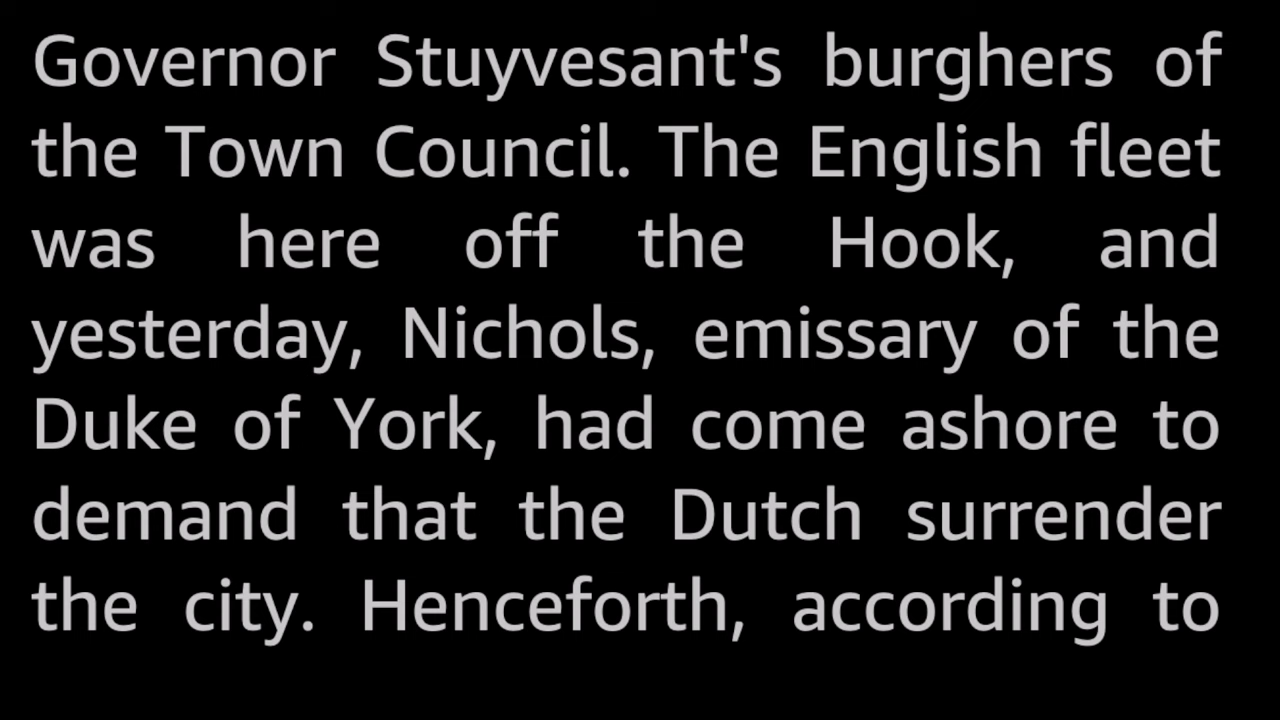 Governor Stuyvesant's burghers of
the Town Council. The English fleet
was here off the Hook, and
yesterday, Nichols, emissary of the
Duke of York, had come ashore to
demand that the Dutch surrender
the city. Henceforth, according to